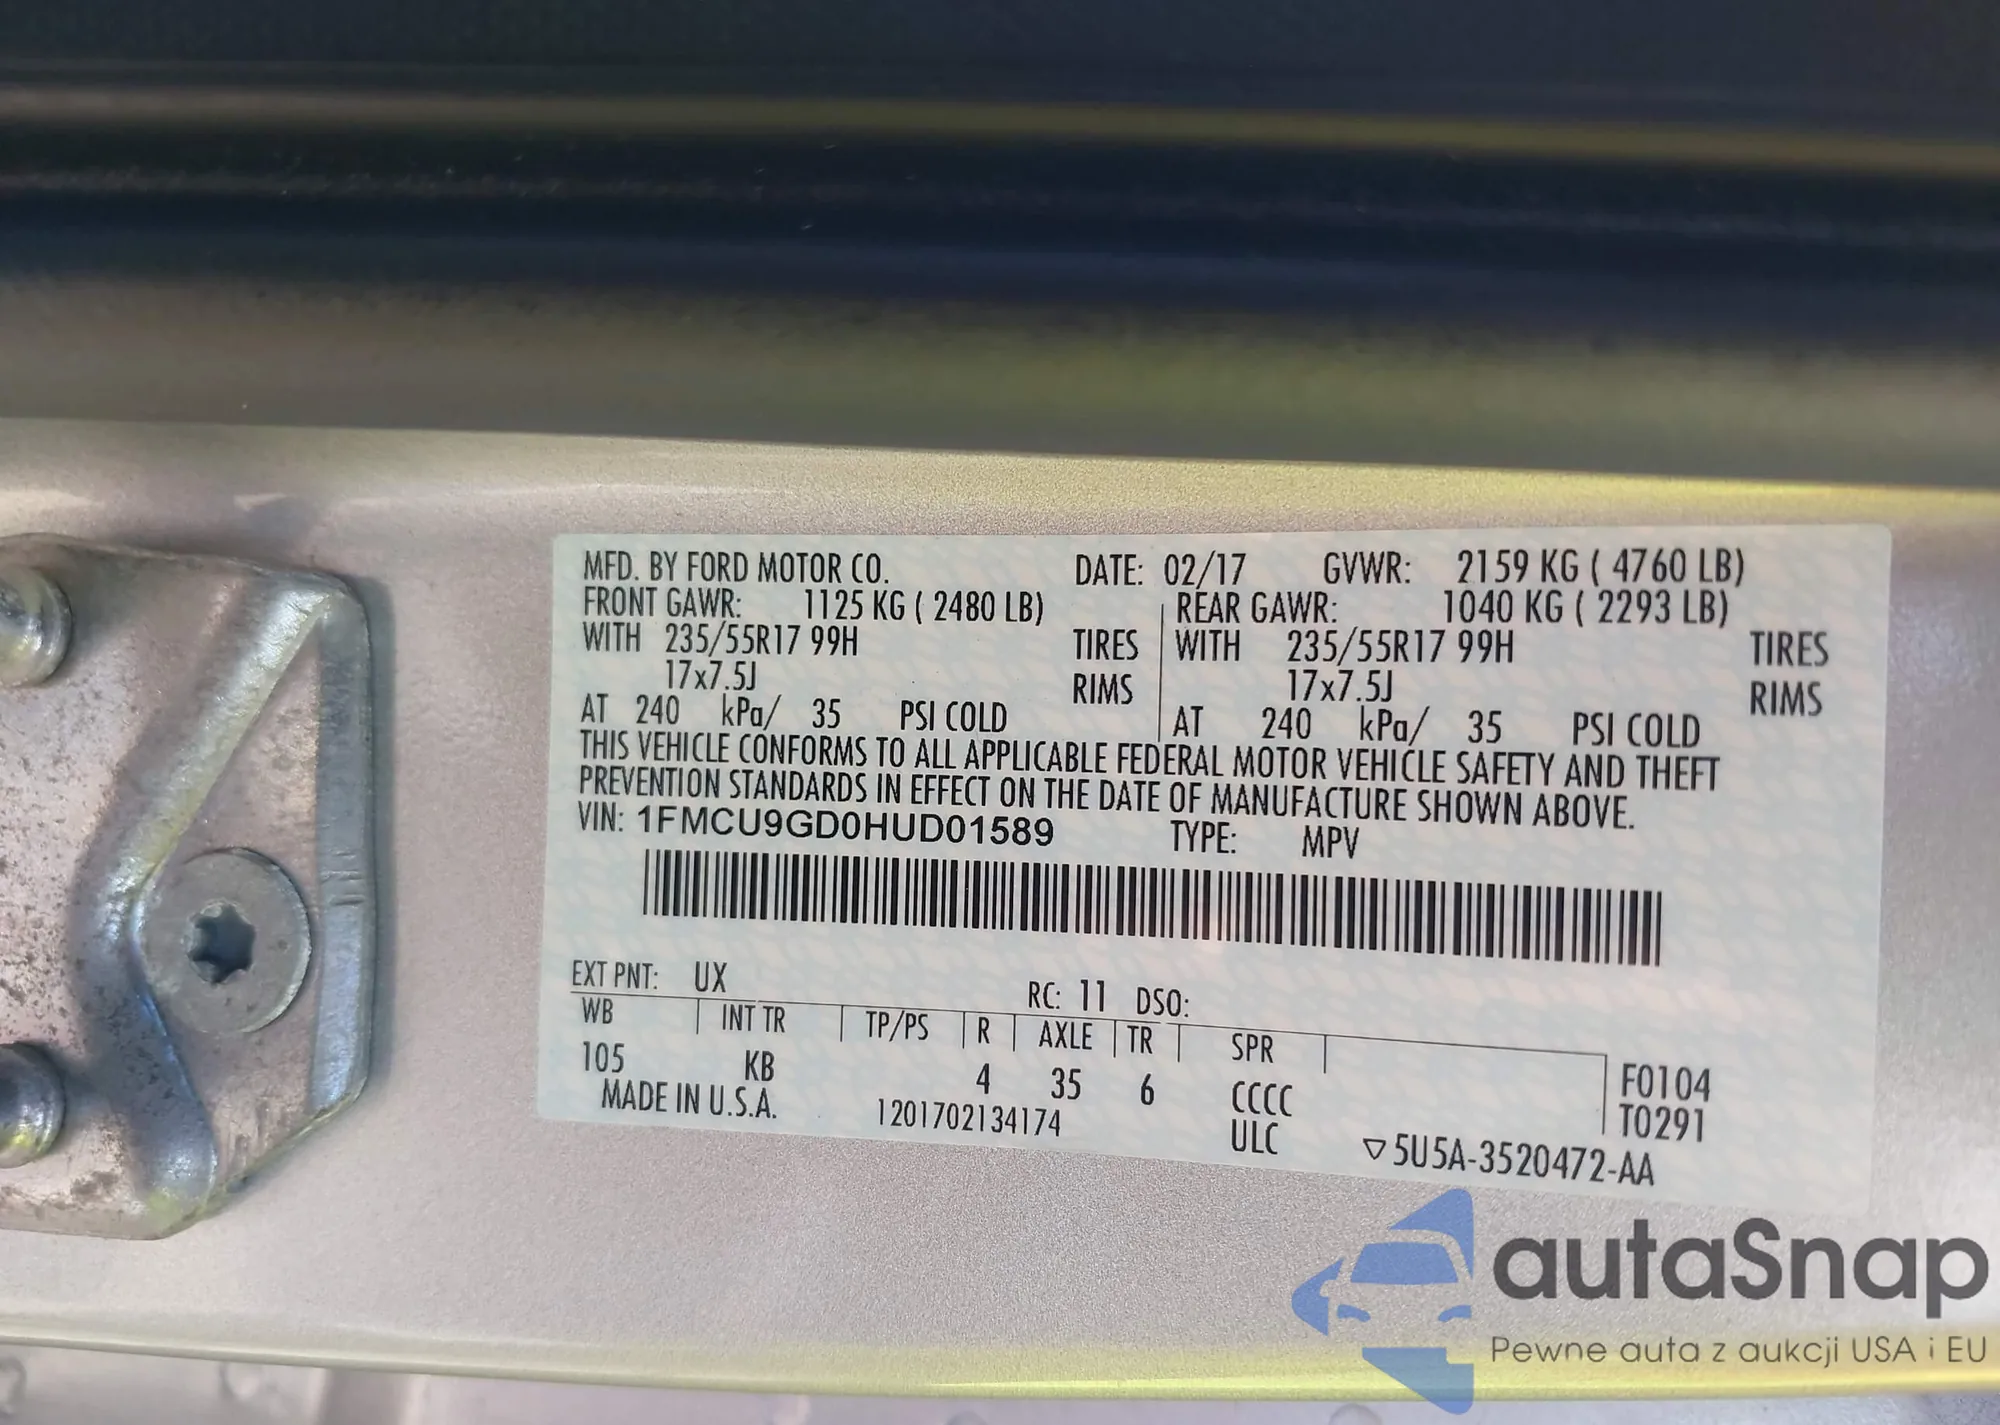 MFD. BY FORD MOTOR CO. DATE: 02/17 GVWR: 2159 KG ( 4760 LB)
FRONT GAWR: 1125 KG ( 2480 LB) REAR GAWR: 1040 KG ( 2293 LB)
WITH 235/55R17 99H TIRES WITH 235/55R17 99H TIRES
17x7.5J RIMS 17x7.5J RIMS
AT 240 kPa/ 35 PSI COLD AT 240 kPa/ 35 PSI COLD
THIS VEHICLE CONFORMS TO ALL APPLICABLE FEDERAL MOTOR VEHICLE SAFETY AND THEFT
PREVENTION STANDARDS IN EFFECT ON THE DATE OF MANUFACTURE SHOWN ABOVE.
VIN: 1FMCU9GD0HUD01589 TYPE: MPV
EXT PNT: UX RC: 11 DSO:
WB INT TR TP/PS R AXLE TR SPR
105 KB 4 35 6 CCCC F0104
MADE IN U.S.A. 1201702134174 ULC T0291
▽5U5A-3520472-AA
autaSnap
Pewne auta z aukcji USA i EU